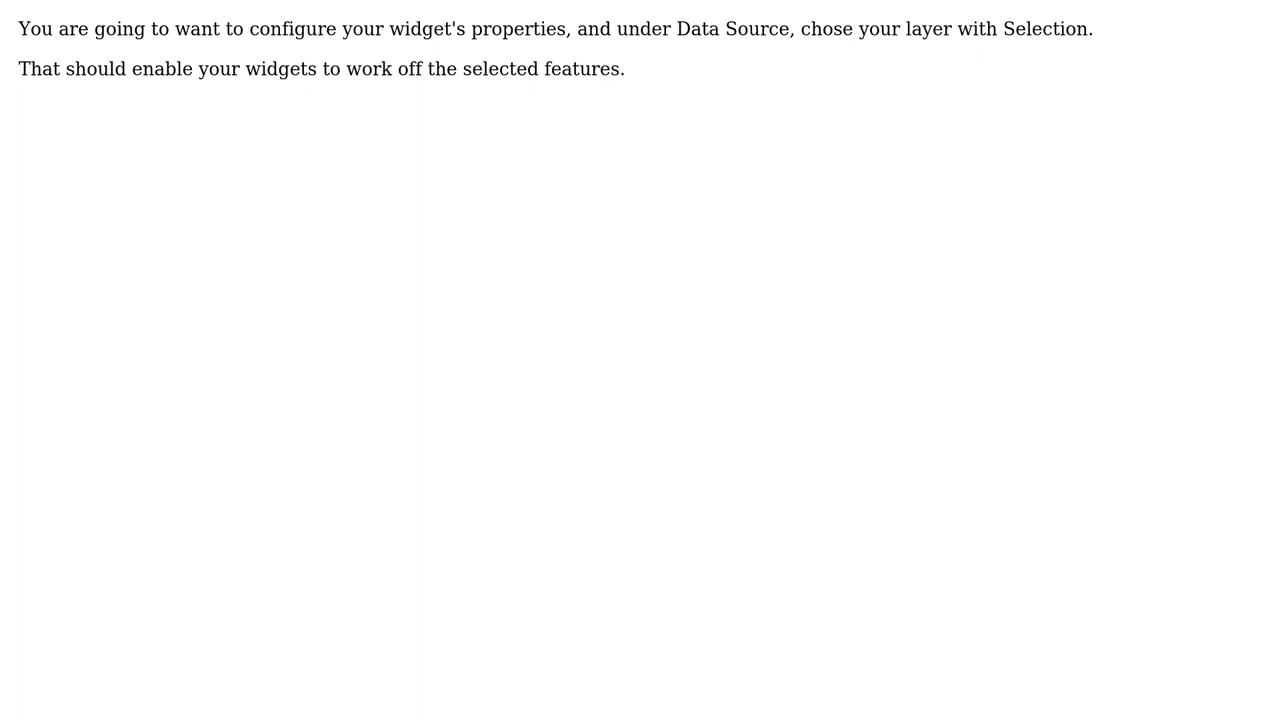 You are going to want to configure your widget's properties, and under Data Source, chose your layer with Selection.
That should enable your widgets to work off the selected features.